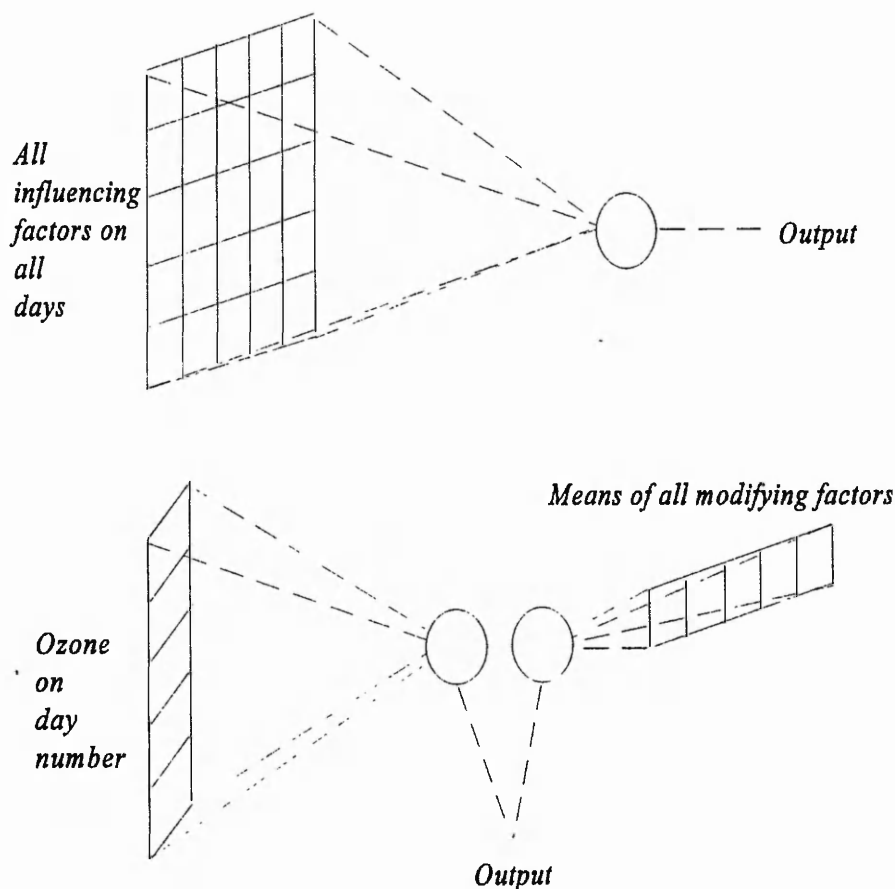 All
influencing
factors on
all
days
Output
Means of all modifying factors
Ozone
on
day
number
Output